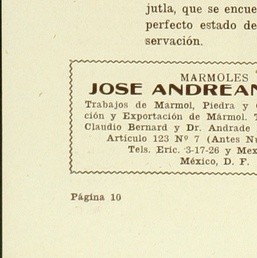 jutla, que se encue
perfecto estado de
servación.
MARMOLES
JOSE ANDREAN
Trabajos de Marmol, Piedra y
ción y Exportación de Mármol. T
Claudio Bernard y Dr. Andrade
Artículo 123 Nº 7 (Antes Nu
Tels. Eric. 3-17-26 y Mex
México, D. F.
Página 10